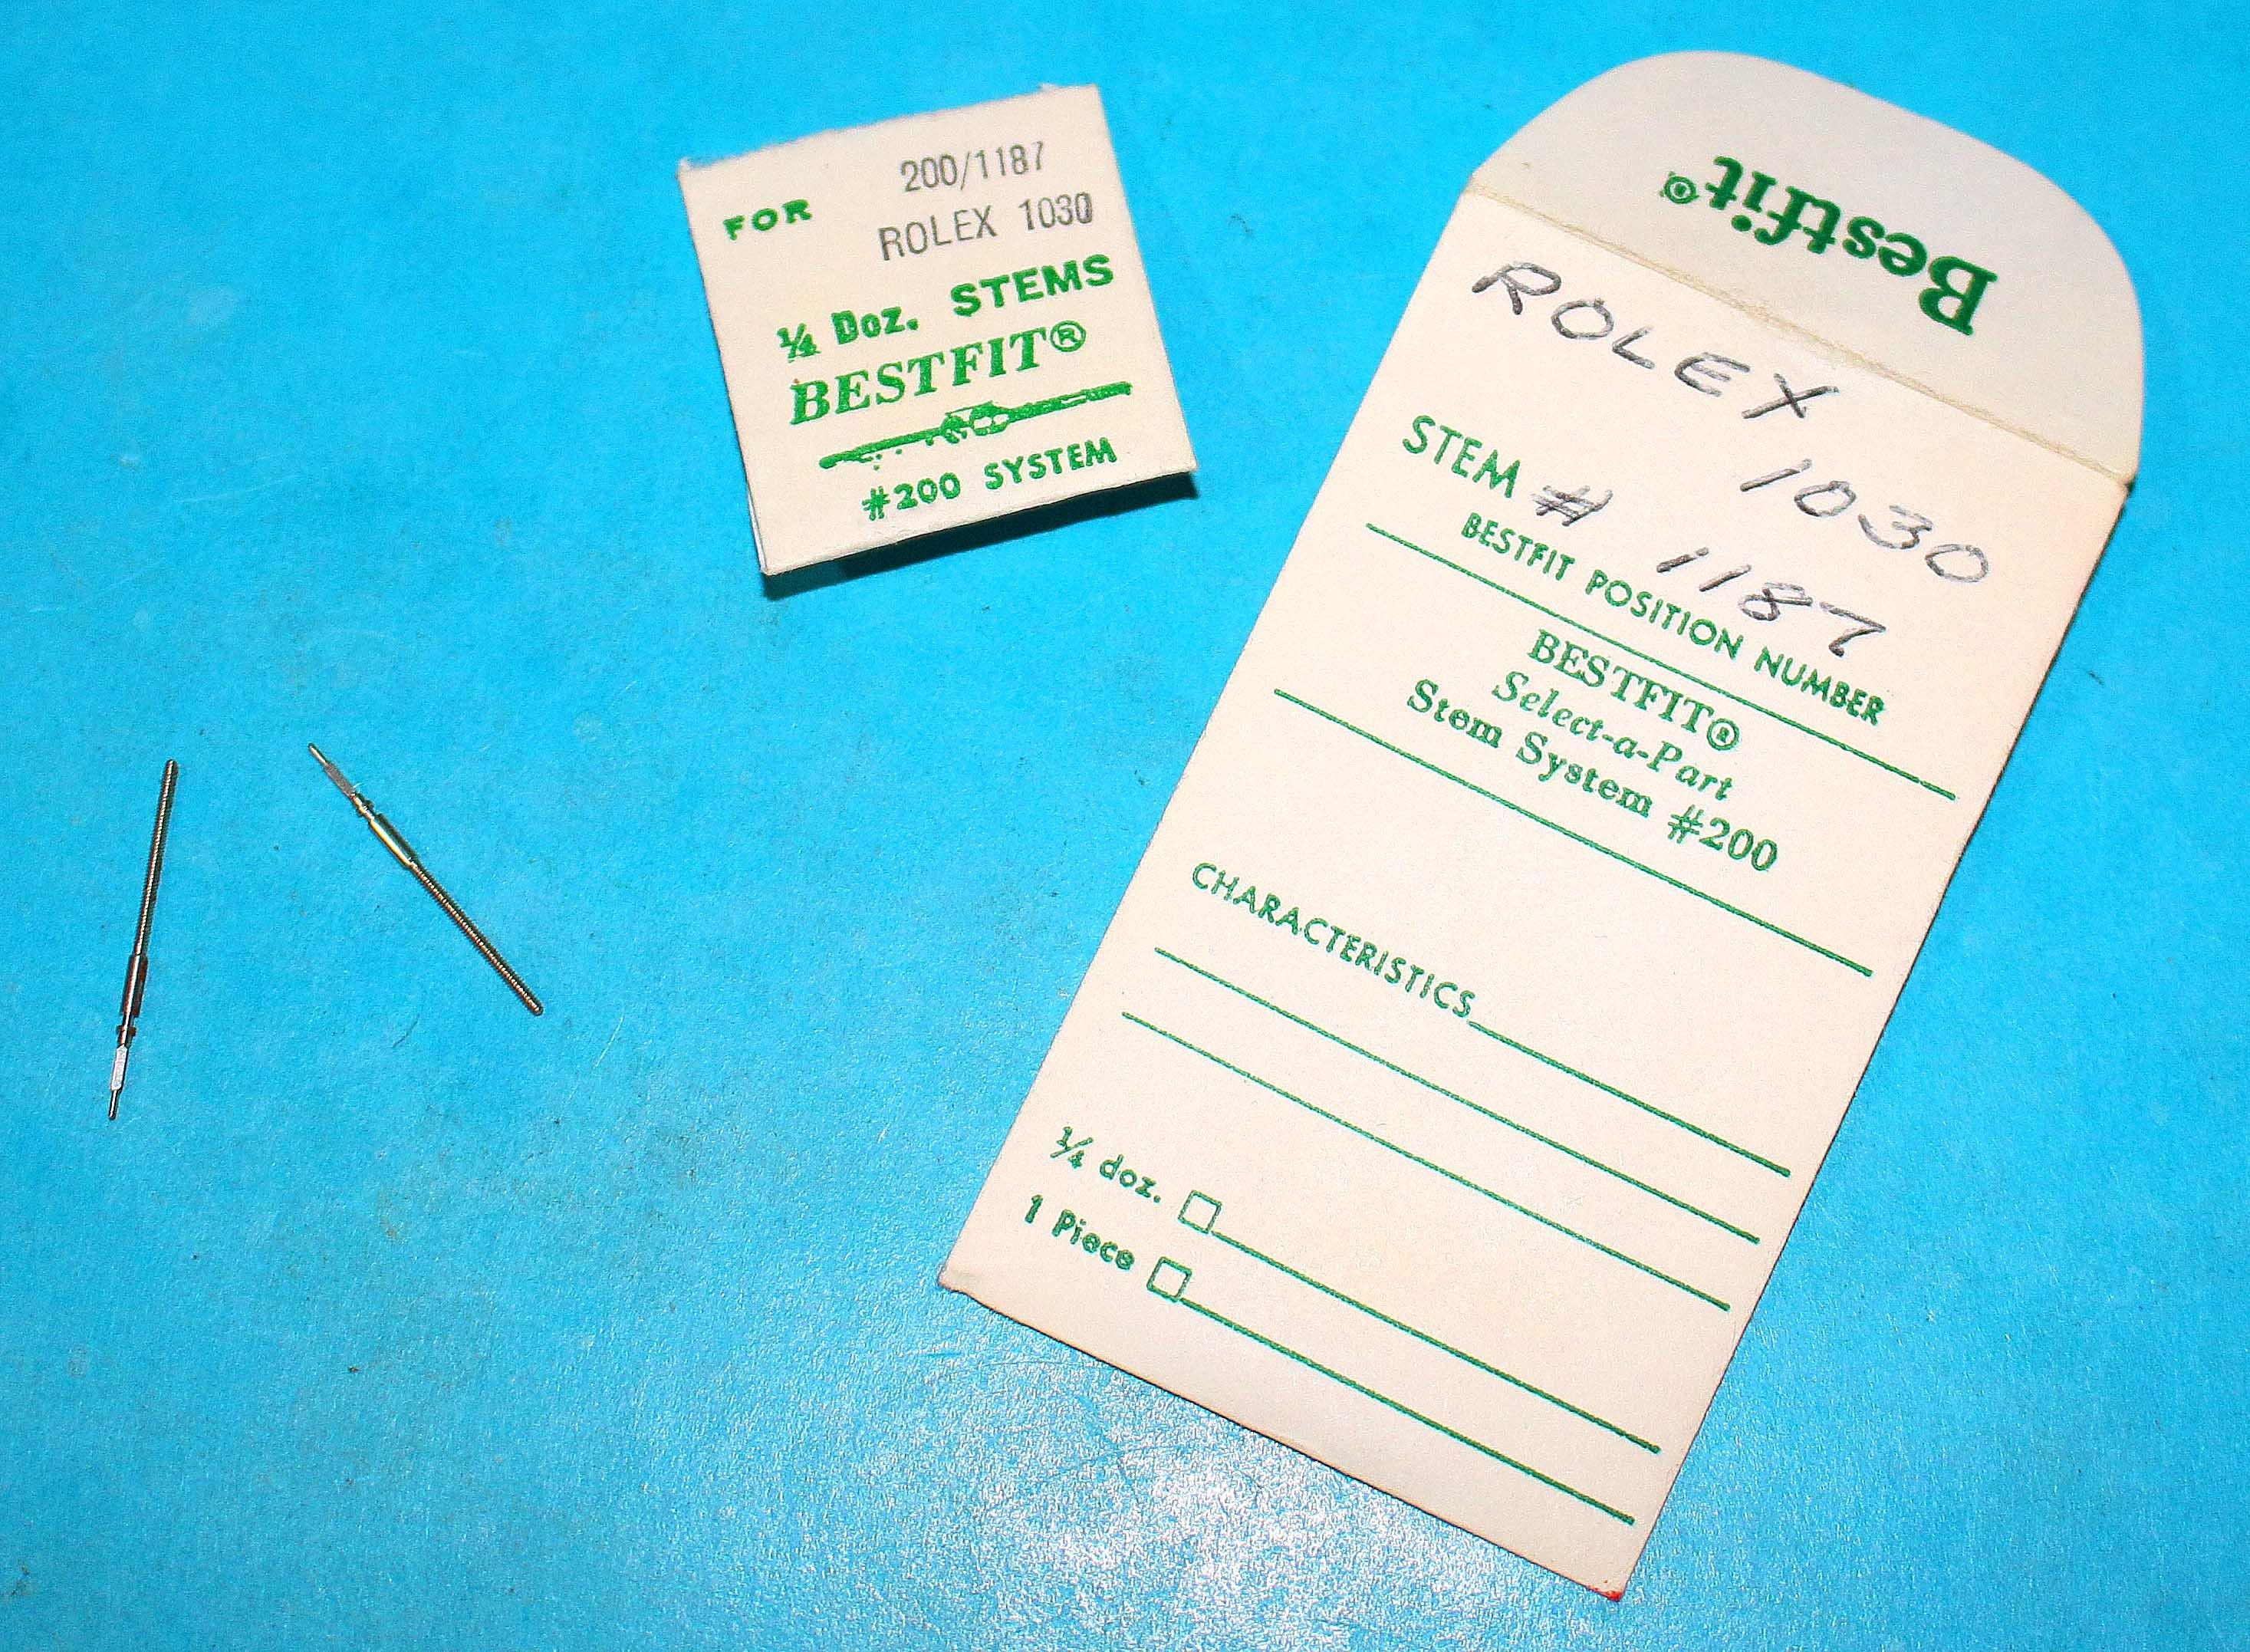 200/1187
FOR ROLEX 1030
¼ Doz. STEMS
BESTFIT®
#200 SYSTEM
Bestfit®
ROLEX 1030
STEM # 1187
BESTFIT POSITION NUMBER
BESTFIT®
Select-a-Part
Stem System #200
CHARACTERISTICS
¼ doz.
1 Piece